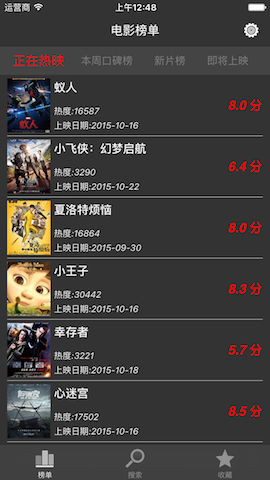 运营商 上午12:48
电影榜单
正在热映 本周口碑榜 新片榜 即将上映
蚁人
热度:16587
8.0 分
上映日期:2015-10-16
小飞侠：幻梦启航
热度:3290
6.4 分
上映日期:2015-10-22
夏洛特烦恼
热度:16864
8.0 分
上映日期:2015-09-30
小王子
热度:30442
8.3 分
上映日期:2015-10-16
幸存者
热度:3221
5.7 分
上映日期:2015-10-18
心迷宫
热度:17502
8.5 分
上映日期:2015-10-16
榜单 搜索 收藏